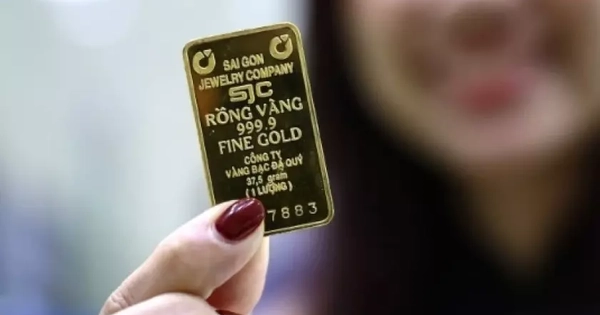 SAI GON
JEWELRY COMPANY
SJC
RỒNG VÀNG
999.9
FINE GOLD
CÔNG TY
VÀNG BẠC ĐÁ QUÝ
37,5 gram
( 1 LƯỢNG )
7883